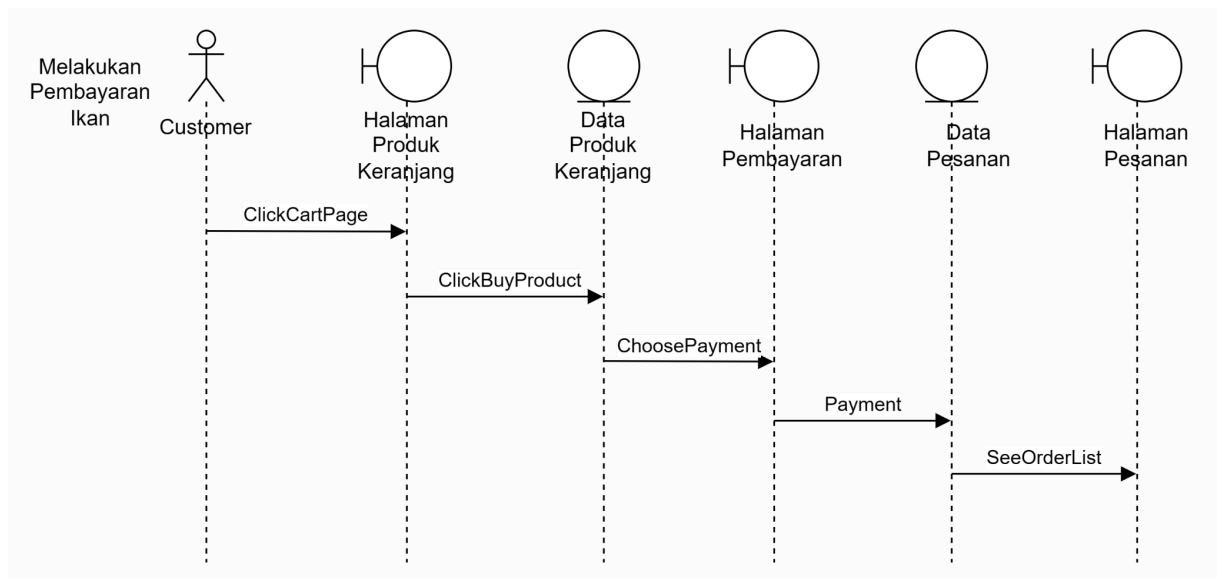 Melakukan
Pembayaran
Ikan
Customer
Halaman
Produk
Keranjang
Data
Produk
Keranjang
Halaman
Pembayaran
Data
Pesanan
Halaman
Pesanan
ClickCartPage
ClickBuyProduct
ChoosePayment
Payment
SeeOrderList